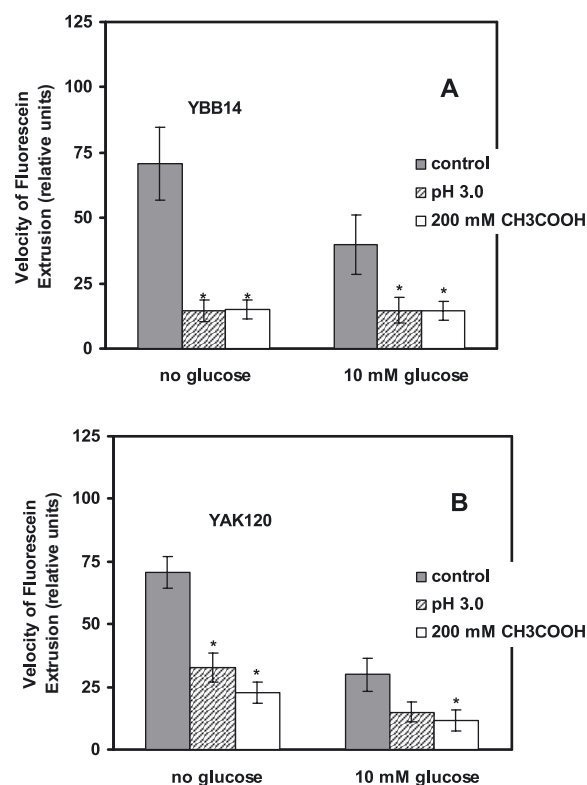 125
100
75
50
25
0
Velocity of Fluorescein
Extrusion (relative units)
YBB14
A
control
pH 3.0
200 mM CH3COOH
* * * *
no glucose 10 mM glucose
125
100
75
50
25
0
Velocity of Fluorescein
Extrusion (relative units)
YAK120
B
control
pH 3.0
200 mM CH3COOH
* * *
no glucose 10 mM glucose